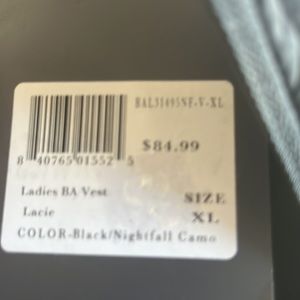 BAL31495NF-V-XL
$84.99
8 40765 01552 5
Ladies BA Vest
SIZE
Lacie
XL
COLOR-Black/Nightfall Camo